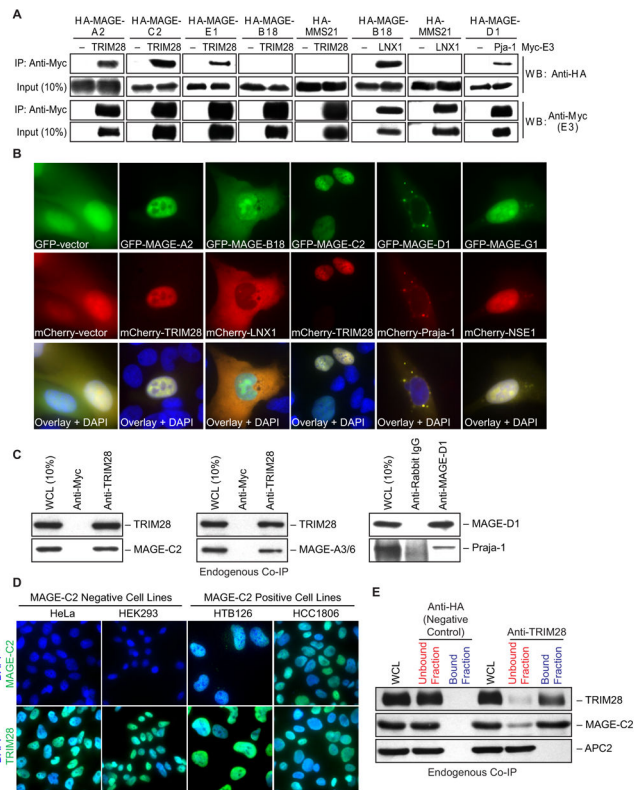 A
HA-MAGE-A2
HA-MAGE-C2
HA-MAGE-E1
HA-MAGE-B18
HA-MMS21
HA-MAGE-B18
HA-MMS21
HA-MAGE-D1
– TRIM28
– TRIM28
– TRIM28
– TRIM28
– TRIM28
– LNX1
– LNX1
– Pja-1
Myc-E3
IP: Anti-Myc
Input (10%)
WB: Anti-HA
IP: Anti-Myc
Input (10%)
WB: Anti-Myc (E3)
B
GFP-vector
GFP-MAGE-A2
GFP-MAGE-B18
GFP-MAGE-C2
GFP-MAGE-D1
GFP-MAGE-G1
mCherry-vector
mCherry-TRIM28
mCherry-LNX1
mCherry-TRIM28
mCherry-Praja-1
mCherry-NSE1
Overlay + DAPI
Overlay + DAPI
Overlay + DAPI
Overlay + DAPI
Overlay + DAPI
Overlay + DAPI
C
WCL (10%)
Anti-Myc
Anti-TRIM28
– TRIM28
– MAGE-C2
WCL (10%)
Anti-Myc
Anti-TRIM28
– TRIM28
– MAGE-A3/6
WCL (10%)
Anti-Rabbit IgG
Anti-MAGE-D1
– MAGE-D1
– Praja-1
Endogenous Co-IP
D
MAGE-C2 Negative Cell Lines
MAGE-C2 Positive Cell Lines
HeLa
HEK293
HTB126
HCC1806
MAGE-C2
TRIM28
E
Anti-HA
(Negative
Control)
Anti-TRIM28
WCL
Unbound Fraction
Bound Fraction
WCL
Unbound Fraction
Bound Fraction
– TRIM28
– MAGE-C2
– APC2
Endogenous Co-IP